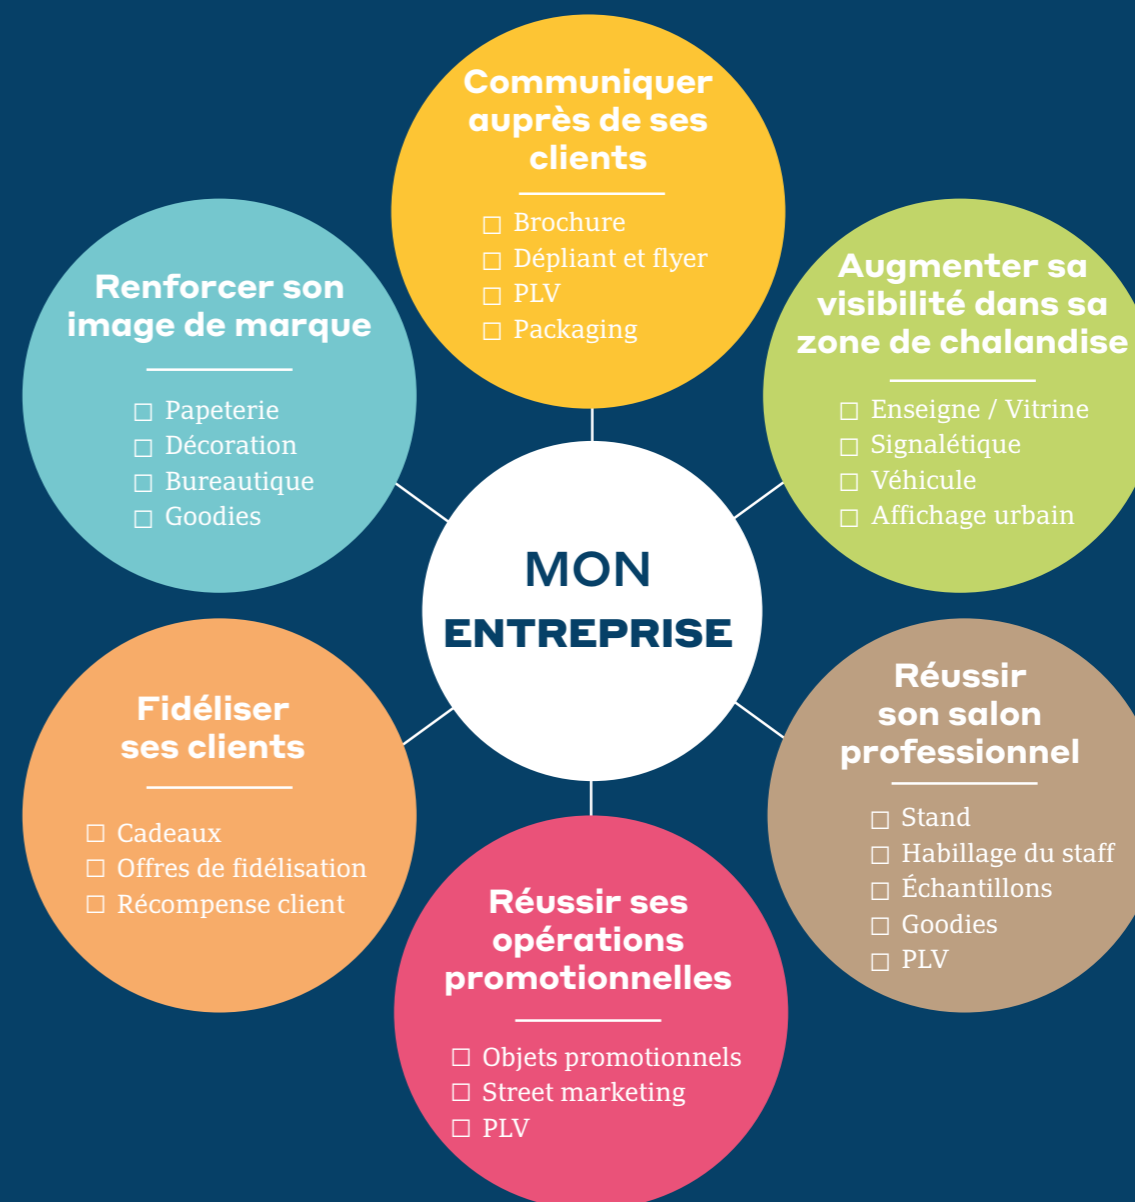 Communiquer
auprès de ses
clients
☐ Brochure
☐ Dépliant et flyer
☐ PLV
☐ Packaging
Renforcer son
image de marque
☐ Papeterie
☐ Décoration
☐ Bureautique
☐ Goodies
Augmenter sa
visibilité dans sa
zone de chalandise
☐ Enseigne / Vitrine
☐ Signalétique
☐ Véhicule
☐ Affichage urbain
MON
ENTREPRISE
Fidéliser
ses clients
☐ Cadeaux
☐ Offres de fidélisation
☐ Récompense client
Réussir
son salon
professionnel
☐ Stand
☐ Habillage du staff
☐ Échantillons
☐ Goodies
☐ PLV
Réussir ses
opérations
promotionnelles
☐ Objets promotionnels
☐ Street marketing
☐ PLV